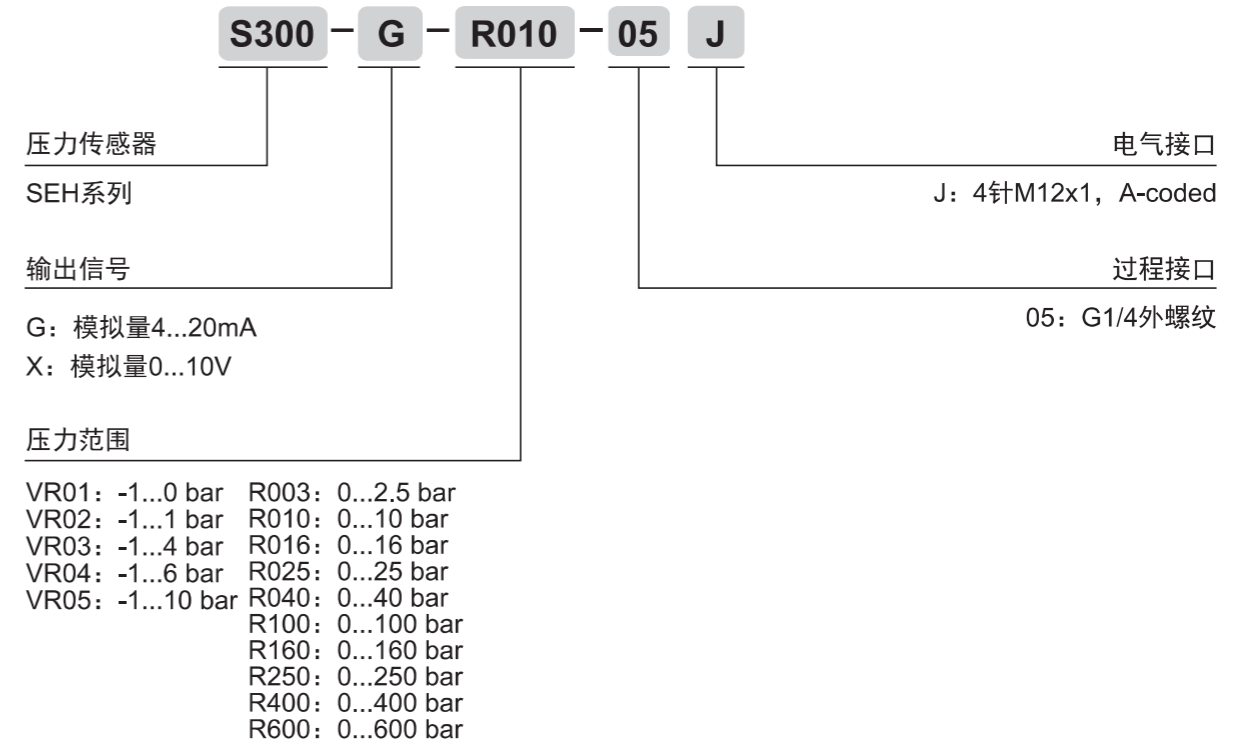 S300 - G - R010 - 05 J
压力传感器
电气接口
SEH系列
J：4针M12x1，A-coded
输出信号
过程接口
G：模拟量4...20mA
05：G1/4外螺纹
X：模拟量0...10V
压力范围
VR01：-1...0 bar R003：0...2.5 bar
VR02：-1...1 bar R010：0...10 bar
VR03：-1...4 bar R016：0...16 bar
VR04：-1...6 bar R025：0...25 bar
VR05：-1...10 bar R040：0...40 bar
R100：0...100 bar
R160：0...160 bar
R250：0...250 bar
R400：0...400 bar
R600：0...600 bar